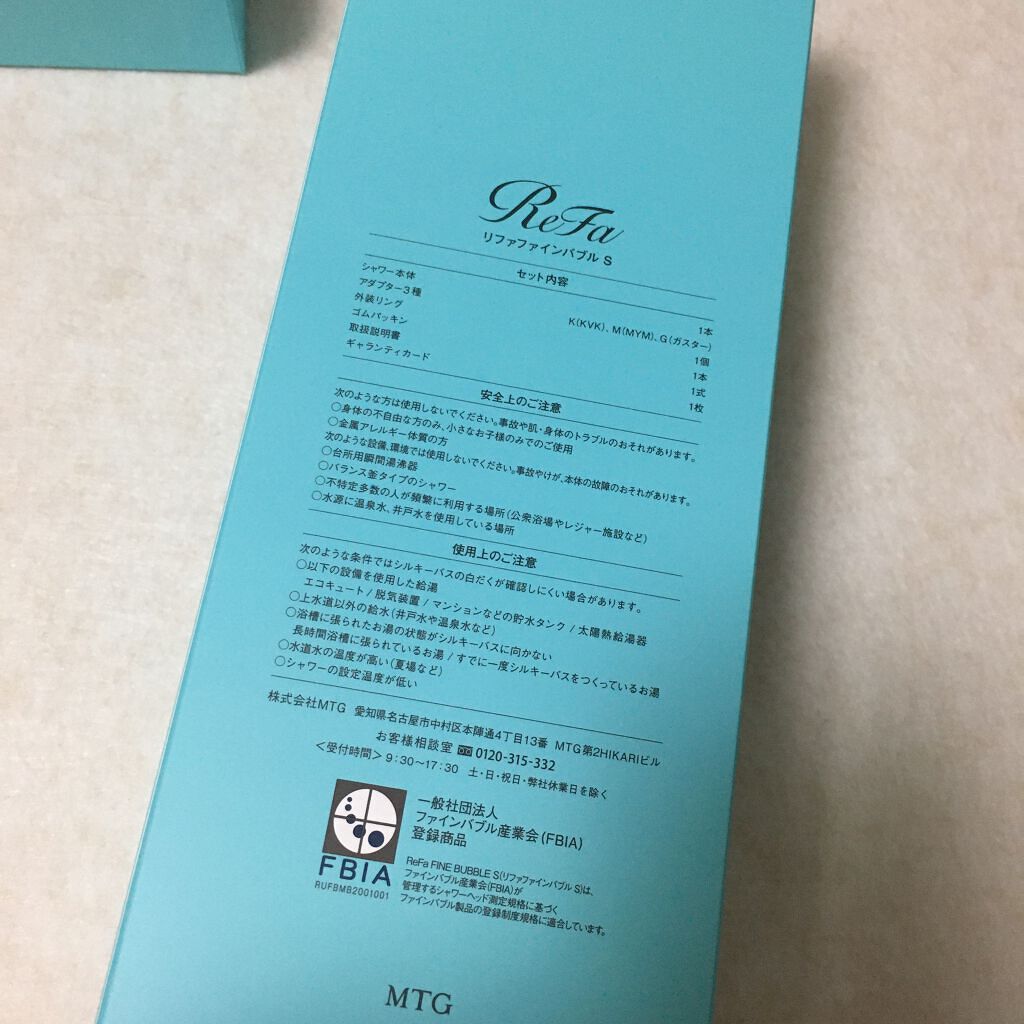 ReFa
リファファインバブル S
セット内容
シャワー本体 1本
アダプター3種 K(KVK)、M(MYM)、G(ガスター)
外装リング 1個
ゴムパッキン 1本
取扱説明書 1式
ギャランティカード 1枚
安全上のご注意
次のような方は使用しないでください。事故や肌・身体のトラブルのおそれがあります。
○身体の不自由な方のみ、小さなお子様のみでのご使用
○金属アレルギー体質の方
次のような設備、環境では使用しないでください。事故やけが、本体の故障のおそれがあります。
○台所用瞬間湯沸器
○バランス釜タイプのシャワー
○不特定多数の人が頻繁に利用する場所(公衆浴場やレジャー施設など)
○水源に温泉水、井戸水を使用している場所
使用上のご注意
次のような条件ではシルキーバスの白だくが確認しにくい場合があります。
○以下の設備を使用した給湯
エコキュート / 脱気装置 / マンションなどの貯水タンク / 太陽熱給湯器
○上水道以外の給水(井戸水や温泉水など)
○浴槽に張られたお湯の状態がシルキーバスに向かない
長時間浴槽に張られているお湯 / すでに一度シルキーバスをつくっているお湯
○水道水の温度が高い(夏場など)
○シャワーの設定温度が低い
株式会社MTG 愛知県名古屋市中村区本陣通4丁目13番 MTG第2HIKARIビル
お客様相談室 0120-315-332
<受付時間> 9:30〜17:30 土・日・祝日・弊社休業日を除く
FBIA
RUFBMB2001001
一般社団法人
ファインバブル産業会(FBIA)
登録商品
ReFa FINE BUBBLE S(リファファインバブル S)は、
ファインバブル産業会(FBIA)が
管理するシャワーヘッド測定規格に基づく
ファインバブル製品の登録制度規格に適合しています。
MTG